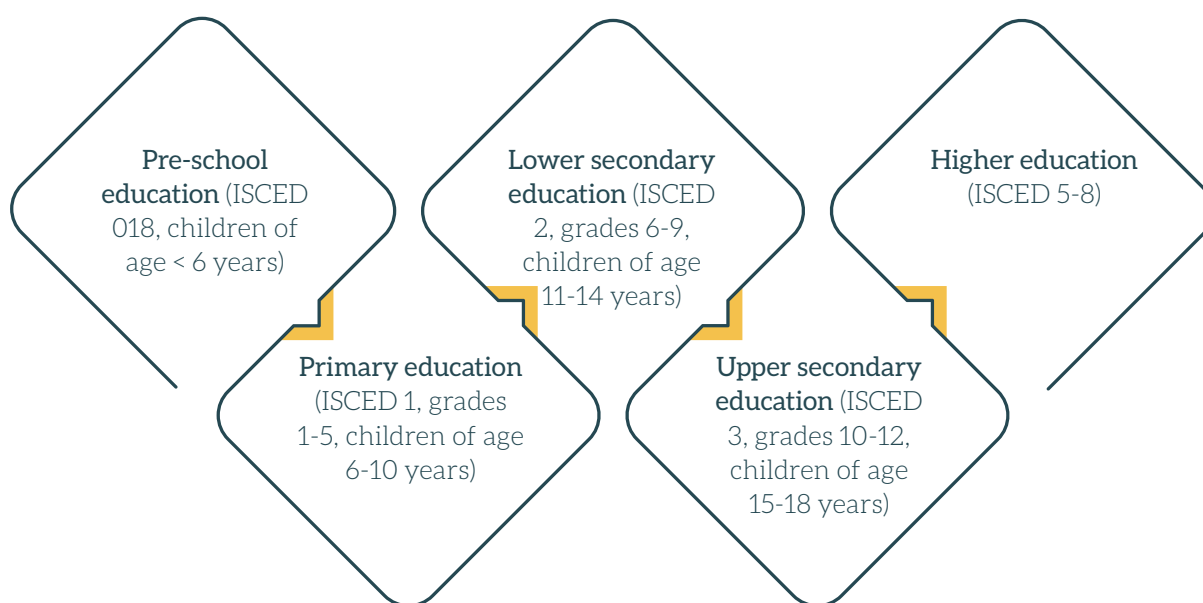 Pre-school
education (ISCED
018, children of
age < 6 years)
Primary education
(ISCED 1, grades
1-5, children of age
6-10 years)
Lower secondary
education (ISCED
2, grades 6-9,
children of age
11-14 years)
Upper secondary
education (ISCED
3, grades 10-12,
children of age
15-18 years)
Higher education
(ISCED 5-8)